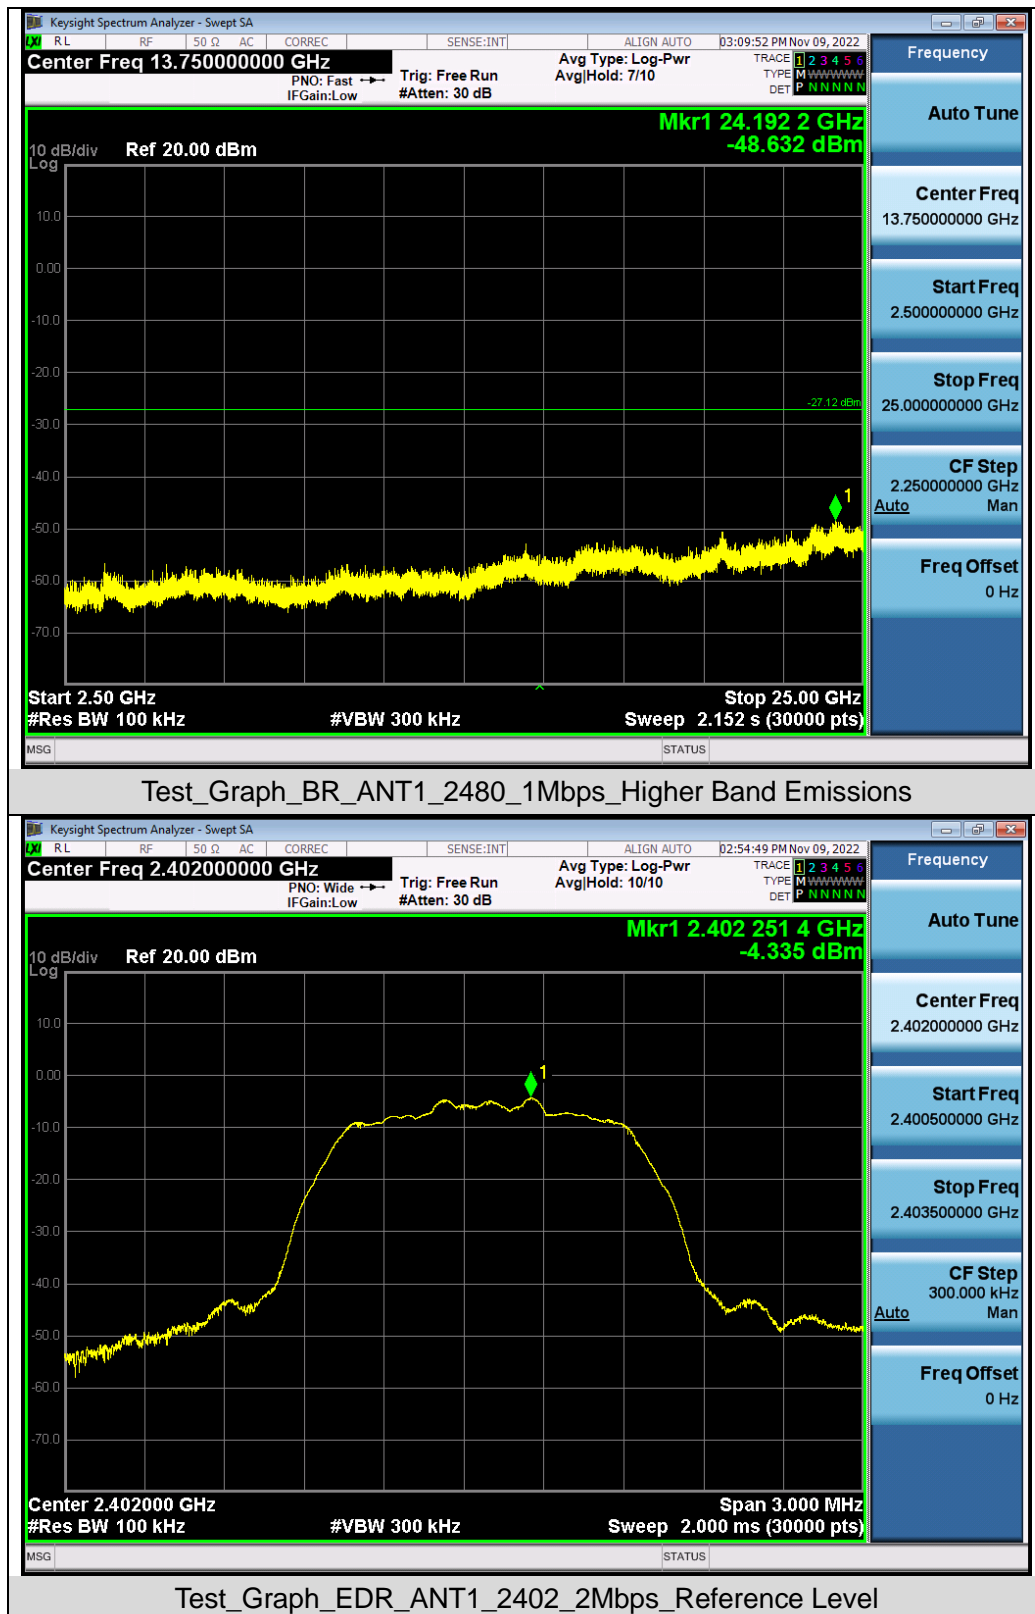 Keysight Spectrum Analyzer - Swept SA
LXI RL RF 50 Ω AC CORREC SENSE:INT ALIGN AUTO 03:09:52 PM Nov 09, 2022
Center Freq 13.750000000 GHz
PNO: Fast
IFGain:Low
Trig: Free Run
#Atten: 30 dB
Avg Type: Log-Pwr
Avg|Hold: 7/10
TRACE 1 2 3 4 5 6
TYPE M WWWWW
DET P N N N N N
Mkr1 24.192 2 GHz
-48.632 dBm
10 dB/div Ref 20.00 dBm
Log
10.0
0.00
-10.0
-20.0
-27.12 dBm
-30.0
-40.0
1
-50.0
-60.0
-70.0
Start 2.50 GHz Stop 25.00 GHz
#Res BW 100 kHz #VBW 300 kHz Sweep 2.152 s (30000 pts)
MSG STATUS
Frequency
Auto Tune
Center Freq
13.750000000 GHz
Start Freq
2.500000000 GHz
Stop Freq
25.000000000 GHz
CF Step
2.250000000 GHz
Auto Man
Freq Offset
0 Hz
Test_Graph_BR_ANT1_2480_1Mbps_Higher Band Emissions
Keysight Spectrum Analyzer - Swept SA
LXI RL RF 50 Ω AC CORREC SENSE:INT ALIGN AUTO 02:54:49 PM Nov 09, 2022
Center Freq 2.402000000 GHz
PNO: Wide
IFGain:Low
Trig: Free Run
#Atten: 30 dB
Avg Type: Log-Pwr
Avg|Hold: 10/10
TRACE 1 2 3 4 5 6
TYPE M WWWWW
DET P N N N N N
Mkr1 2.402 251 4 GHz
-4.335 dBm
10 dB/div Ref 20.00 dBm
Log
10.0
0.00
1
-10.0
-20.0
-30.0
-40.0
-50.0
-60.0
-70.0
Center 2.402000 GHz Span 3.000 MHz
#Res BW 100 kHz #VBW 300 kHz Sweep 2.000 ms (30000 pts)
MSG STATUS
Frequency
Auto Tune
Center Freq
2.402000000 GHz
Start Freq
2.400500000 GHz
Stop Freq
2.403500000 GHz
CF Step
300.000 kHz
Auto Man
Freq Offset
0 Hz
Test_Graph_EDR_ANT1_2402_2Mbps_Reference Level